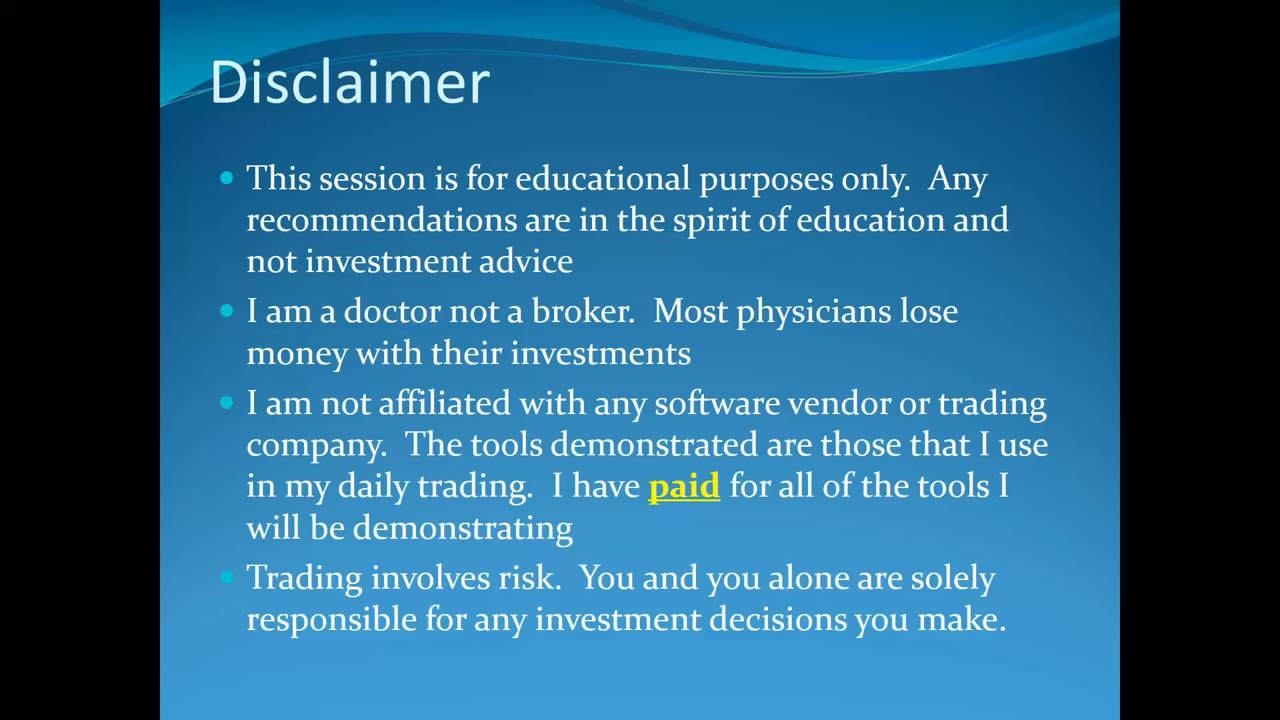 Disclaimer
This session is for educational purposes only.  Any
recommendations are in the spirit of education and
not investment advice
I am a doctor not a broker.  Most physicians lose
money with their investments
I am not affiliated with any software vendor or trading
company.  The tools demonstrated are those that I use
in my daily trading.  I have paid for all of the tools I
will be demonstrating
Trading involves risk.  You and you alone are solely
responsible for any investment decisions you make.